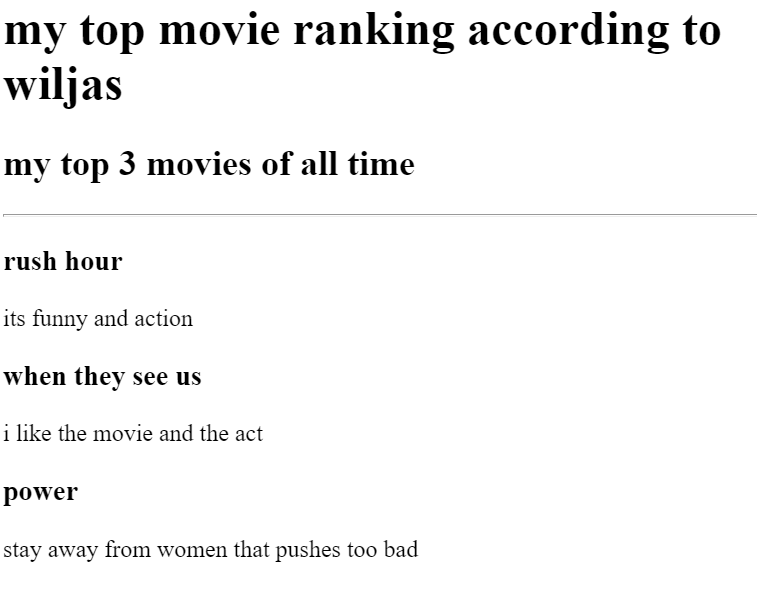 my top movie ranking according to
wiljas
my top 3 movies of all time
rush hour
its funny and action
when they see us
i like the movie and the act
power
stay away from women that pushes too bad